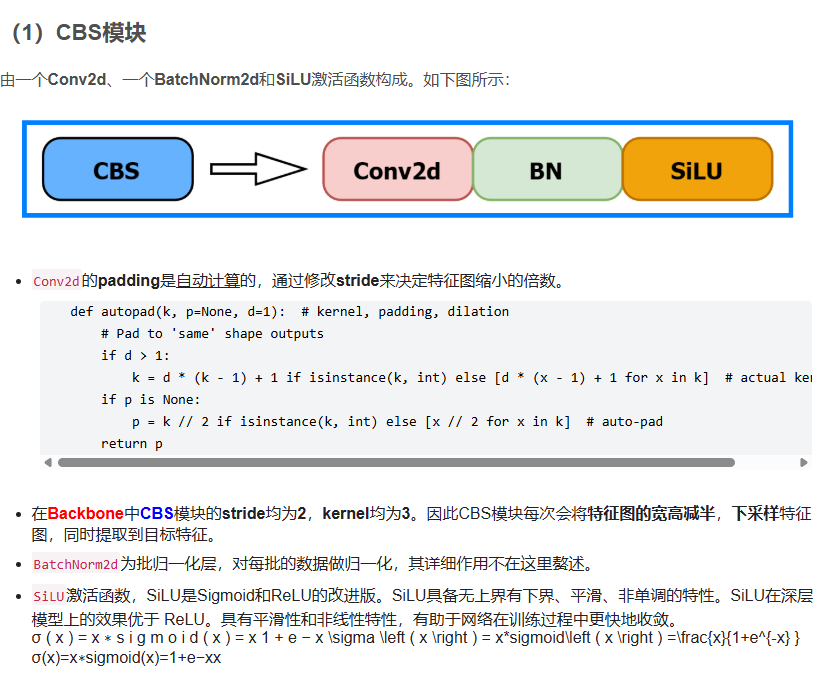 （1）CBS模块
由一个Conv2d、一个BatchNorm2d和SiLU激活函数构成。如下图所示：
CBS Conv2d BN SiLU
Conv2d的padding是自动计算的，通过修改stride来决定特征图缩小的倍数。
def autopad(k, p=None, d=1):  # kernel, padding, dilation
    # Pad to 'same' shape outputs
    if d > 1:
        k = d * (k - 1) + 1 if isinstance(k, int) else [d * (x - 1) + 1 for x in k]  # actual
    if p is None:
        p = k // 2 if isinstance(k, int) else [x // 2 for x in k]  # auto-pad
    return p
在Backbone中CBS模块的stride均为2，kernel均为3。因此CBS模块每次会将特征图的宽高减半，下采样特征
图，同时提取到目标特征。
BatchNorm2d为批归一化层，对每批的数据做归一化，其详细作用不在这里赘述。
SiLU激活函数，SiLU是Sigmoid和ReLU的改进版。SiLU具备无上界有下界、平滑、非单调的特性。SiLU在深层
模型上的效果优于 ReLU。具有平滑性和非线性特性，有助于网络在训练过程中更快地收敛。
σ ( x ) = x ∗ s i g m o i d ( x ) = x 1 + e − x \sigma \left ( x \right ) = x*sigmoid\left ( x \right ) =\frac{x}{1+e^{-x} }
σ(x)=x∗sigmoid(x)=1+e−xx